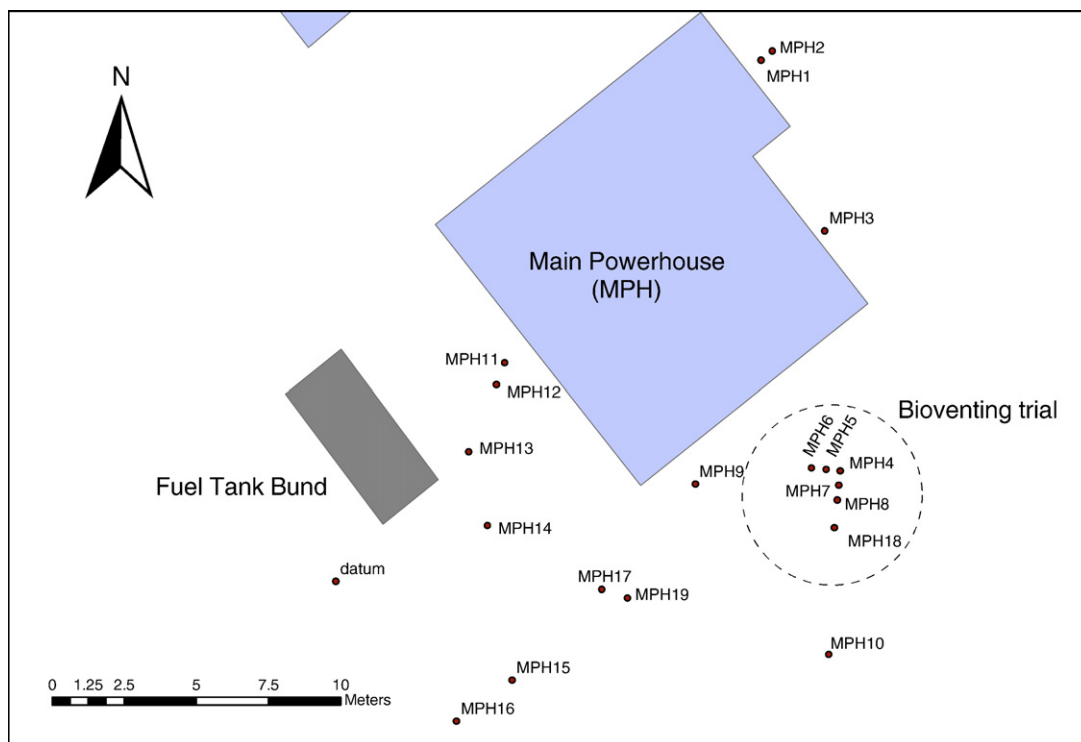 MPH2
MPH1
N
MPH3
Main Powerhouse
(MPH)
MPH11
MPH12
Bioventing trial
MPH6
MPH5
MPH13
MPH9
MPH4
Fuel Tank Bund
MPH7
MPH8
MPH14
MPH18
datum
MPH17
MPH19
MPH10
MPH15
0 1.25 2.5 5 7.5 10
Meters
MPH16